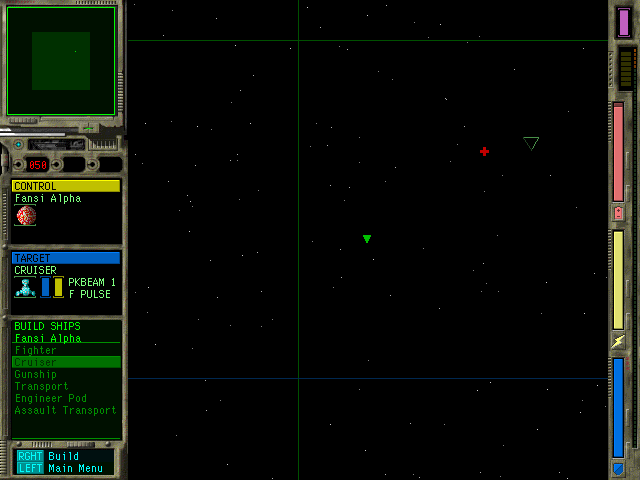 050
CONTROL
Fansi Alpha
TARGET
CRUISER
PKBEAM 1
F PULSE
BUILD SHIPS
Fansi Alpha
Fighter
Cruiser
Gunship
Transport
Engineer Pod
Assault Transport
RGHT Build
LEFT Main Menu